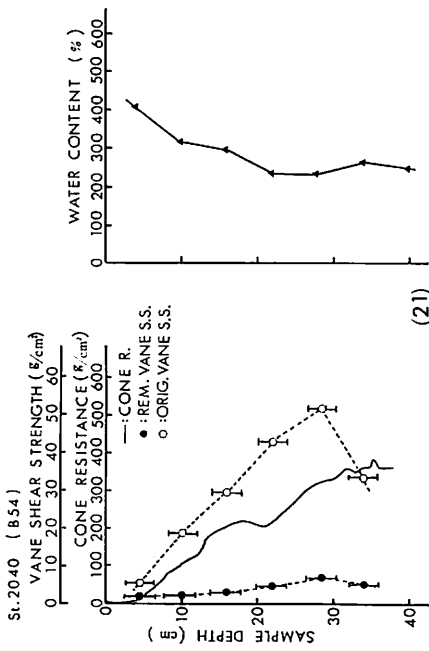 St. 2040 (B54)
VANE SHEAR STRENGTH (g/cm²)
0 10 20 30 40 50 60
CONE RESISTANCE (g/cm²)
0 100 200 300 400 500 600
— : CONE R.
● : REM. VANE S.S.
○ : ORIG. VANE S.S.
SAMPLE DEPTH (cm)
0
10
20
30
40
WATER CONTENT (%)
0 100 200 300 400 500 600
(21)